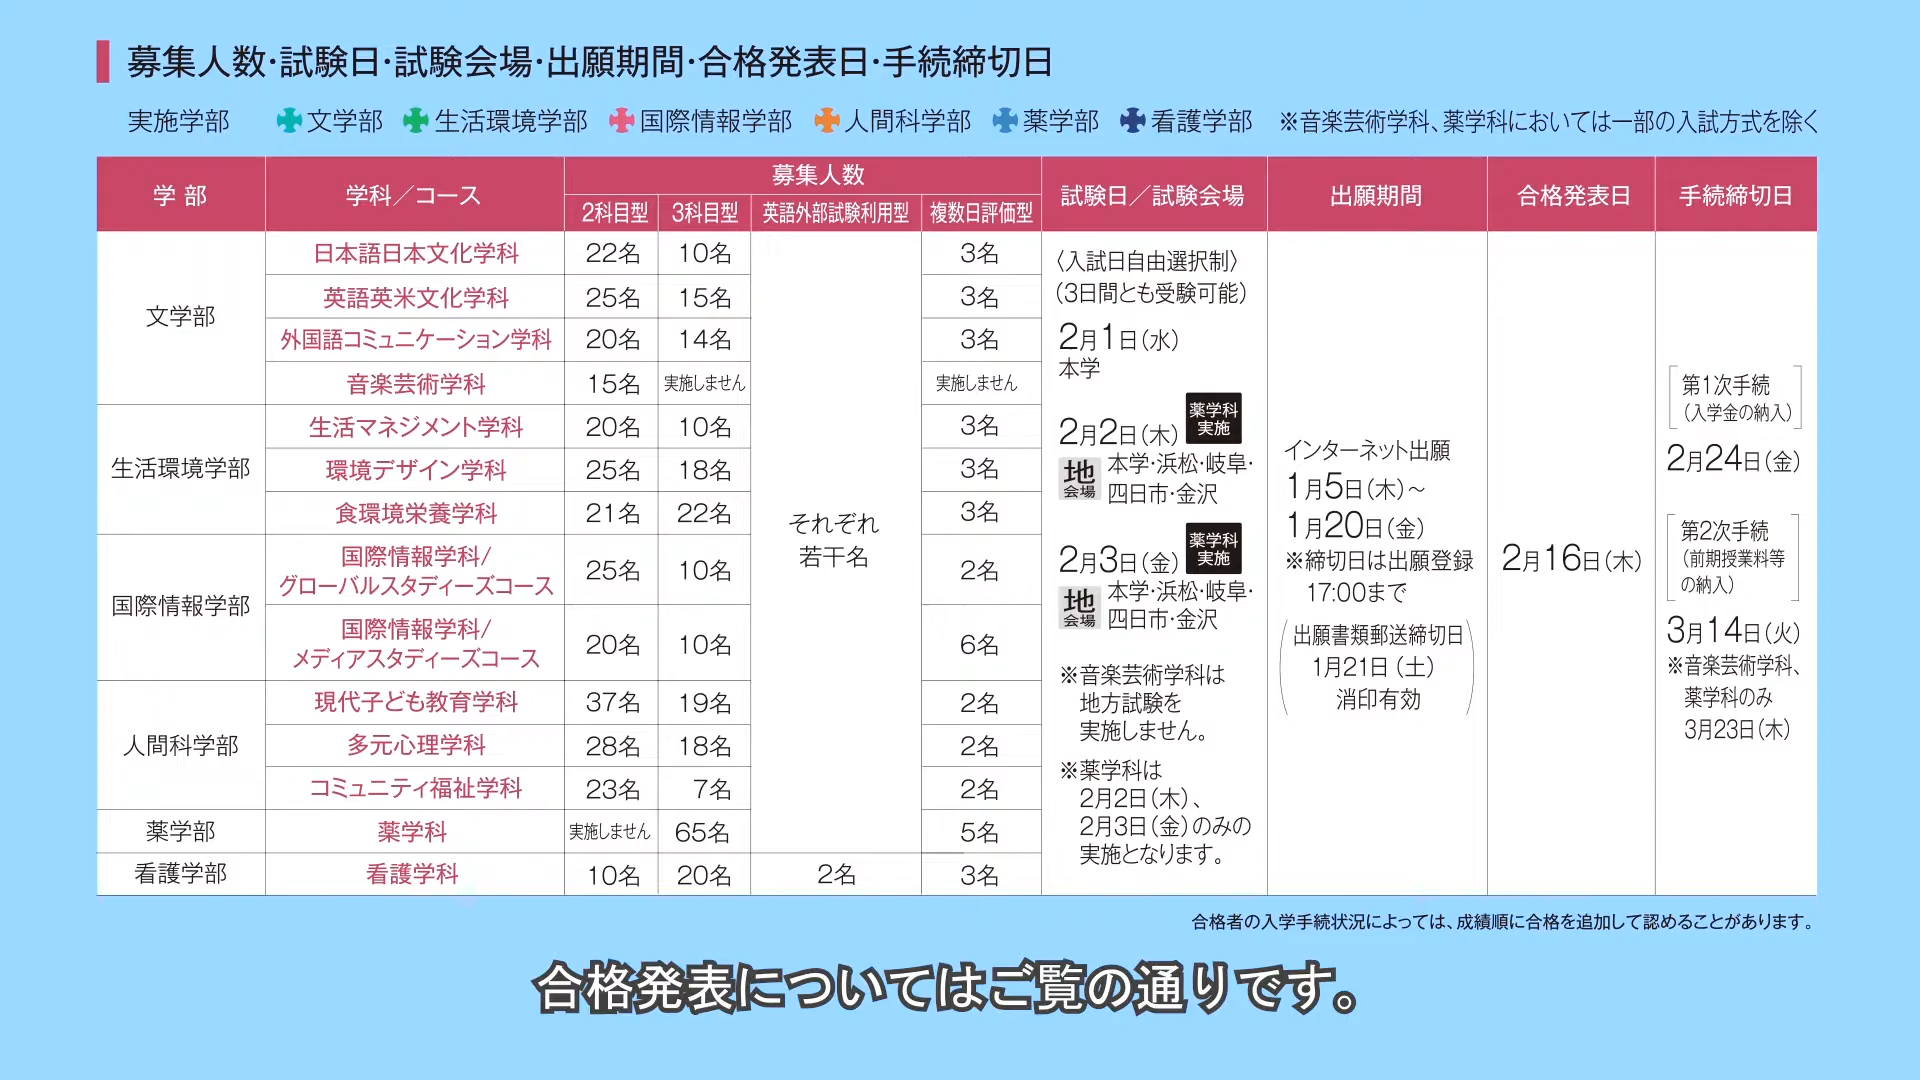 募集人数・試験日・試験会場・出願期間・合格発表日・手続締切日
実施学部 文学部 生活環境学部 国際情報学部 人間科学部 薬学部 看護学部 ※音楽芸術学科、薬学科においては一部の入試方式を除く
学 部 学科／コース 募集人数 試験日／試験会場 出願期間 合格発表日 手続締切日
2科目型 3科目型 英語外部試験利用型 複数日評価型
文学部
日本語日本文化学科 22名 10名 3名
英語英米文化学科 25名 15名 3名
外国語コミュニケーション学科 20名 14名 3名
音楽芸術学科 15名 実施しません 実施しません
生活環境学部
生活マネジメント学科 20名 10名 3名
環境デザイン学科 25名 18名 3名
食環境栄養学科 21名 22名 3名
国際情報学部
国際情報学科/
グローバルスタディーズコース 25名 10名 2名
国際情報学科/
メディアスタディーズコース 20名 10名 6名
人間科学部
現代子ども教育学科 37名 19名 2名
多元心理学科 28名 18名 2名
コミュニティ福祉学科 23名 7名 2名
薬学部 薬学科 実施しません 65名 5名
看護学部 看護学科 10名 20名 2名 3名
それぞれ
若干名
〈入試日自由選択制〉
（3日間とも受験可能）
2月1日（水）
本学
2月2日（木） 薬学科
実施
地
会場
本学・浜松・岐阜・
四日市・金沢
2月3日（金） 薬学科
実施
地
会場
本学・浜松・岐阜・
四日市・金沢
※音楽芸術学科は
地方試験を
実施しません。
※薬学科は
2月2日（木）、
2月3日（金）のみの
実施となります。
インターネット出願
1月5日（木）〜
1月20日（金）
※締切日は出願登録
17:00まで
出願書類郵送締切日
1月21日（土）
消印有効
2月16日（木）
第1次手続
（入学金の納入）
2月24日（金）
第2次手続
（前期授業料等
の納入）
3月14日（火）
※音楽芸術学科、
薬学科のみ
3月23日（木）
合格者の入学手続状況によっては、成績順に合格を追加して認めることがあります。
合格発表についてはご覧の通りです。